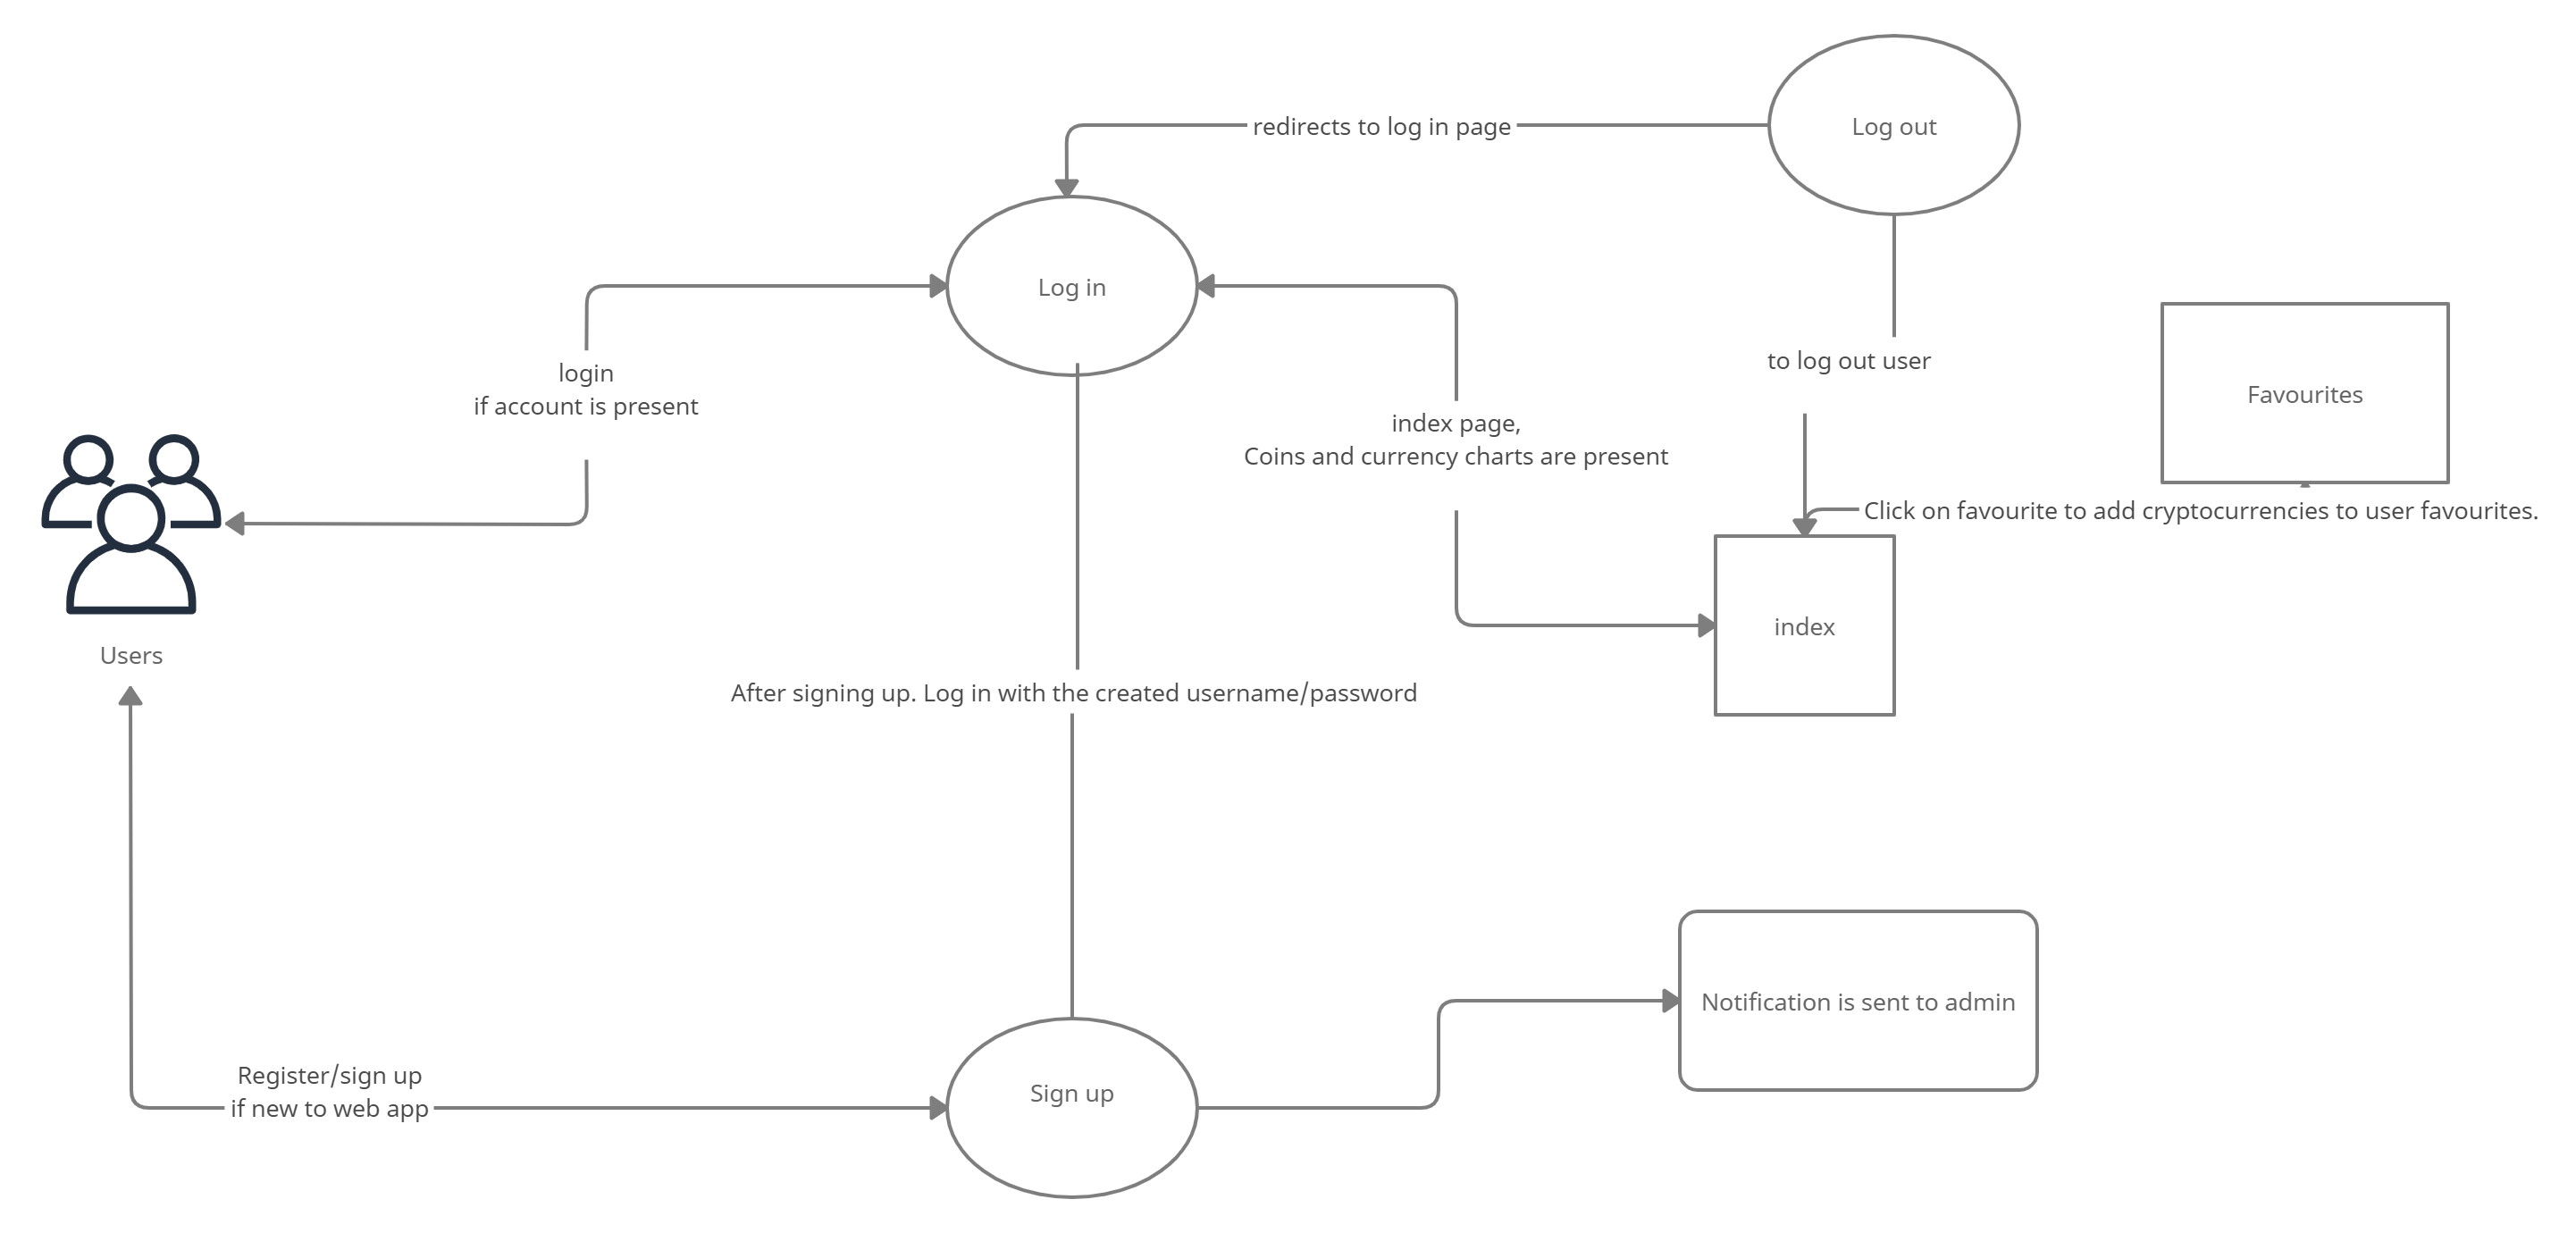 Log out
redirects to log in page
Log in
to log out user
login
if account is present
Favourites
index page,
Coins and currency charts are present
Click on favourite to add cryptocurrencies to user favourites.
index
Users
After signing up. Log in with the created username/password
Notification is sent to admin
Register/sign up
if new to web app
Sign up